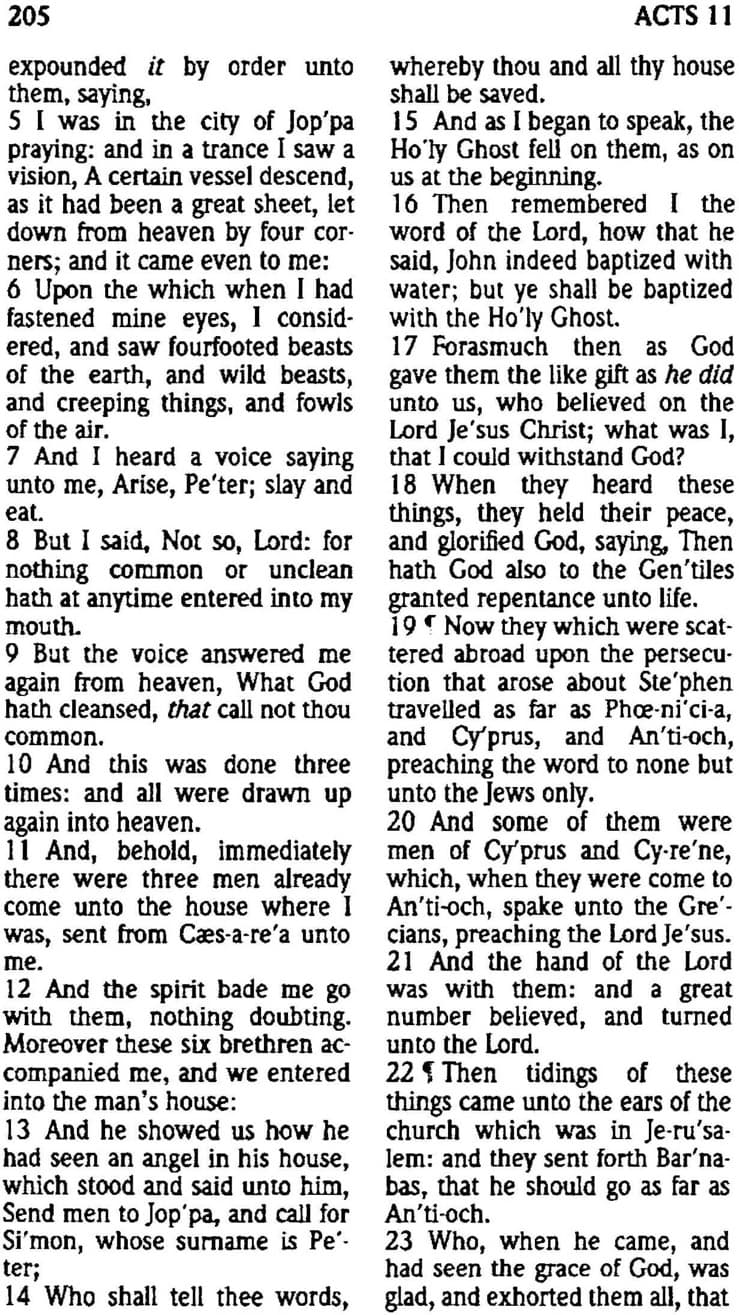 205
ACTS 11
expounded it by order unto
them, saying,
5 I was in the city of Jop'pa
praying: and in a trance I saw a
vision, A certain vessel descend,
as it had been a great sheet, let
down from heaven by four cor-
ners; and it came even to me:
6 Upon the which when I had
fastened mine eyes, I consid-
ered, and saw fourfooted beasts
of the earth, and wild beasts,
and creeping things, and fowls
of the air.
7 And I heard a voice saying
unto me, Arise, Pe'ter; slay and
eat.
8 But I said, Not so, Lord: for
nothing common or unclean
hath at anytime entered into my
mouth.
9 But the voice answered me
again from heaven, What God
hath cleansed, that call not thou
common.
10 And this was done three
times: and all were drawn up
again into heaven.
11 And, behold, immediately
there were three men already
come unto the house where I
was, sent from Cæs-a-re'a unto
me.
12 And the spirit bade me go
with them, nothing doubting.
Moreover these six brethren ac-
companied me, and we entered
into the man's house:
13 And he showed us how he
had seen an angel in his house,
which stood and said unto him,
Send men to Jop'pa, and call for
Si'mon, whose surname is Pe'-
ter;
14 Who shall tell thee words,
whereby thou and all thy house
shall be saved.
15 And as I began to speak, the
Ho'ly Ghost fell on them, as on
us at the beginning.
16 Then remembered I the
word of the Lord, how that he
said, John indeed baptized with
water; but ye shall be baptized
with the Ho'ly Ghost.
17 Forasmuch then as God
gave them the like gift as he did
unto us, who believed on the
Lord Je'sus Christ; what was I,
that I could withstand God?
18 When they heard these
things, they held their peace,
and glorified God, saying, Then
hath God also to the Gen'tiles
granted repentance unto life.
19 ¶ Now they which were scat-
tered abroad upon the persecu-
tion that arose about Ste'phen
travelled as far as Phœ-ni'ci-a,
and Cy'prus, and An'ti-och,
preaching the word to none but
unto the Jews only.
20 And some of them were
men of Cy'prus and Cy-re'ne,
which, when they were come to
An'ti-och, spake unto the Gre'-
cians, preaching the Lord Je'sus.
21 And the hand of the Lord
was with them: and a great
number believed, and turned
unto the Lord.
22 ¶ Then tidings of these
things came unto the ears of the
church which was in Je-ru'sa-
lem: and they sent forth Bar'na-
bas, that he should go as far as
An'ti-och.
23 Who, when he came, and
had seen the grace of God, was
glad, and exhorted them all, that